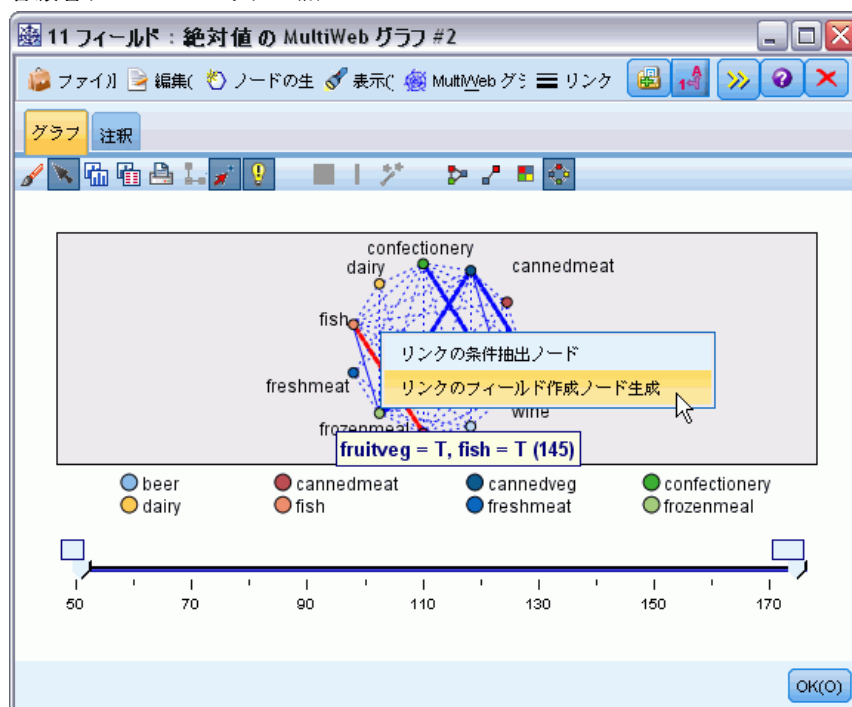 11 フィールド : 絶対値 の MultiWeb グラフ #2
ファイル 編集( ノードの生 表示( MultiWeb グラ リンク
グラフ 注釈
confectionery
dairy
cannedmeat
fish
リンクの条件抽出ノード
freshmeat
リンクのフィールド作成ノード生成
wine
frozenmeal
fruitveg = T, fish = T (145)
beer cannedmeat cannedveg confectionery
dairy fish freshmeat frozenmeal
50 70 90 110 130 150 170
OK(O)